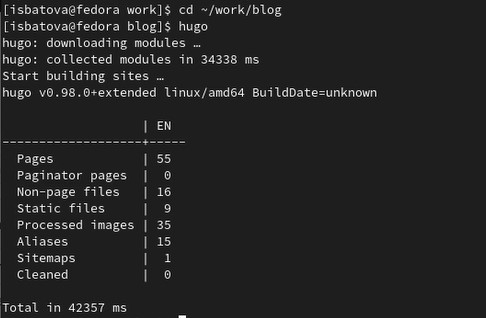 [isbatova@fedora work]$ cd ~/work/blog
[isbatova@fedora blog]$ hugo
hugo: downloading modules …
hugo: collected modules in 34338 ms
Start building sites …
hugo v0.98.0+extended linux/amd64 BuildDate=unknown
                   | EN
-------------------+-----
  Pages            | 55
  Paginator pages  |  0
  Non-page files   | 16
  Static files     |  9
  Processed images | 35
  Aliases          | 15
  Sitemaps         |  1
  Cleaned          |  0
Total in 42357 ms